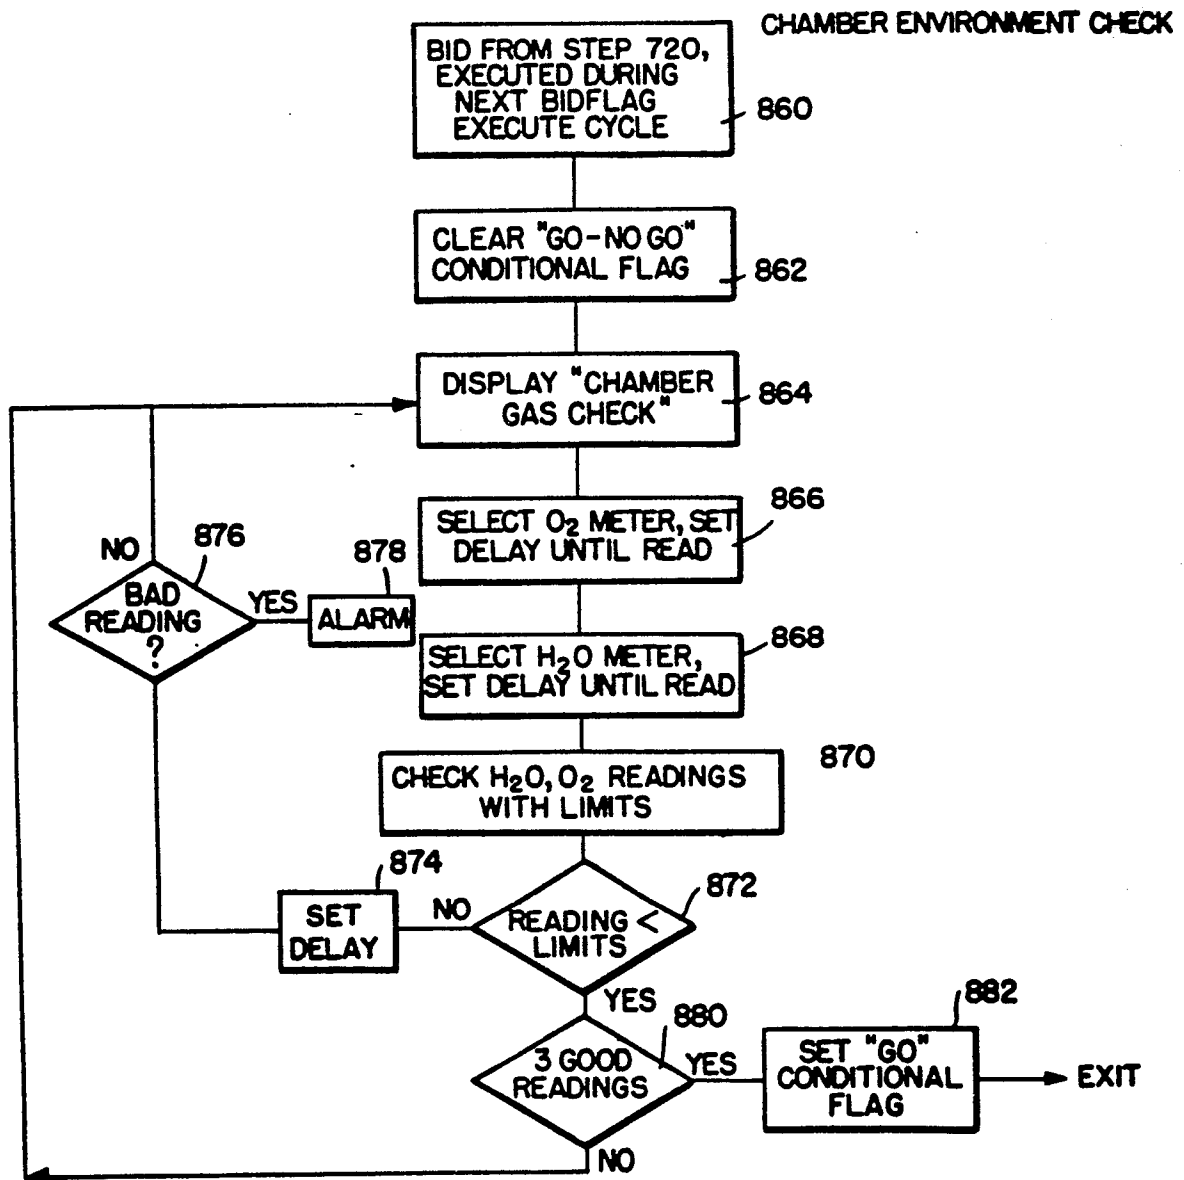 CHAMBER ENVIRONMENT CHECK
BID FROM STEP 720,
EXECUTED DURING
NEXT BIDFLAG
EXECUTE CYCLE
860
CLEAR "GO-NO GO"
CONDITIONAL FLAG
862
DISPLAY "CHAMBER
GAS CHECK"
864
SELECT O2 METER, SET
DELAY UNTIL READ
866
SELECT H2O METER,
SET DELAY UNTIL READ
868
CHECK H2O, O2 READINGS
WITH LIMITS
870
READING <
LIMITS
872
NO
SET
DELAY
874
BAD
READING
?
876
NO
YES
ALARM
878
YES
3 GOOD
READINGS
880
YES
SET "GO"
CONDITIONAL
FLAG
882
EXIT
NO